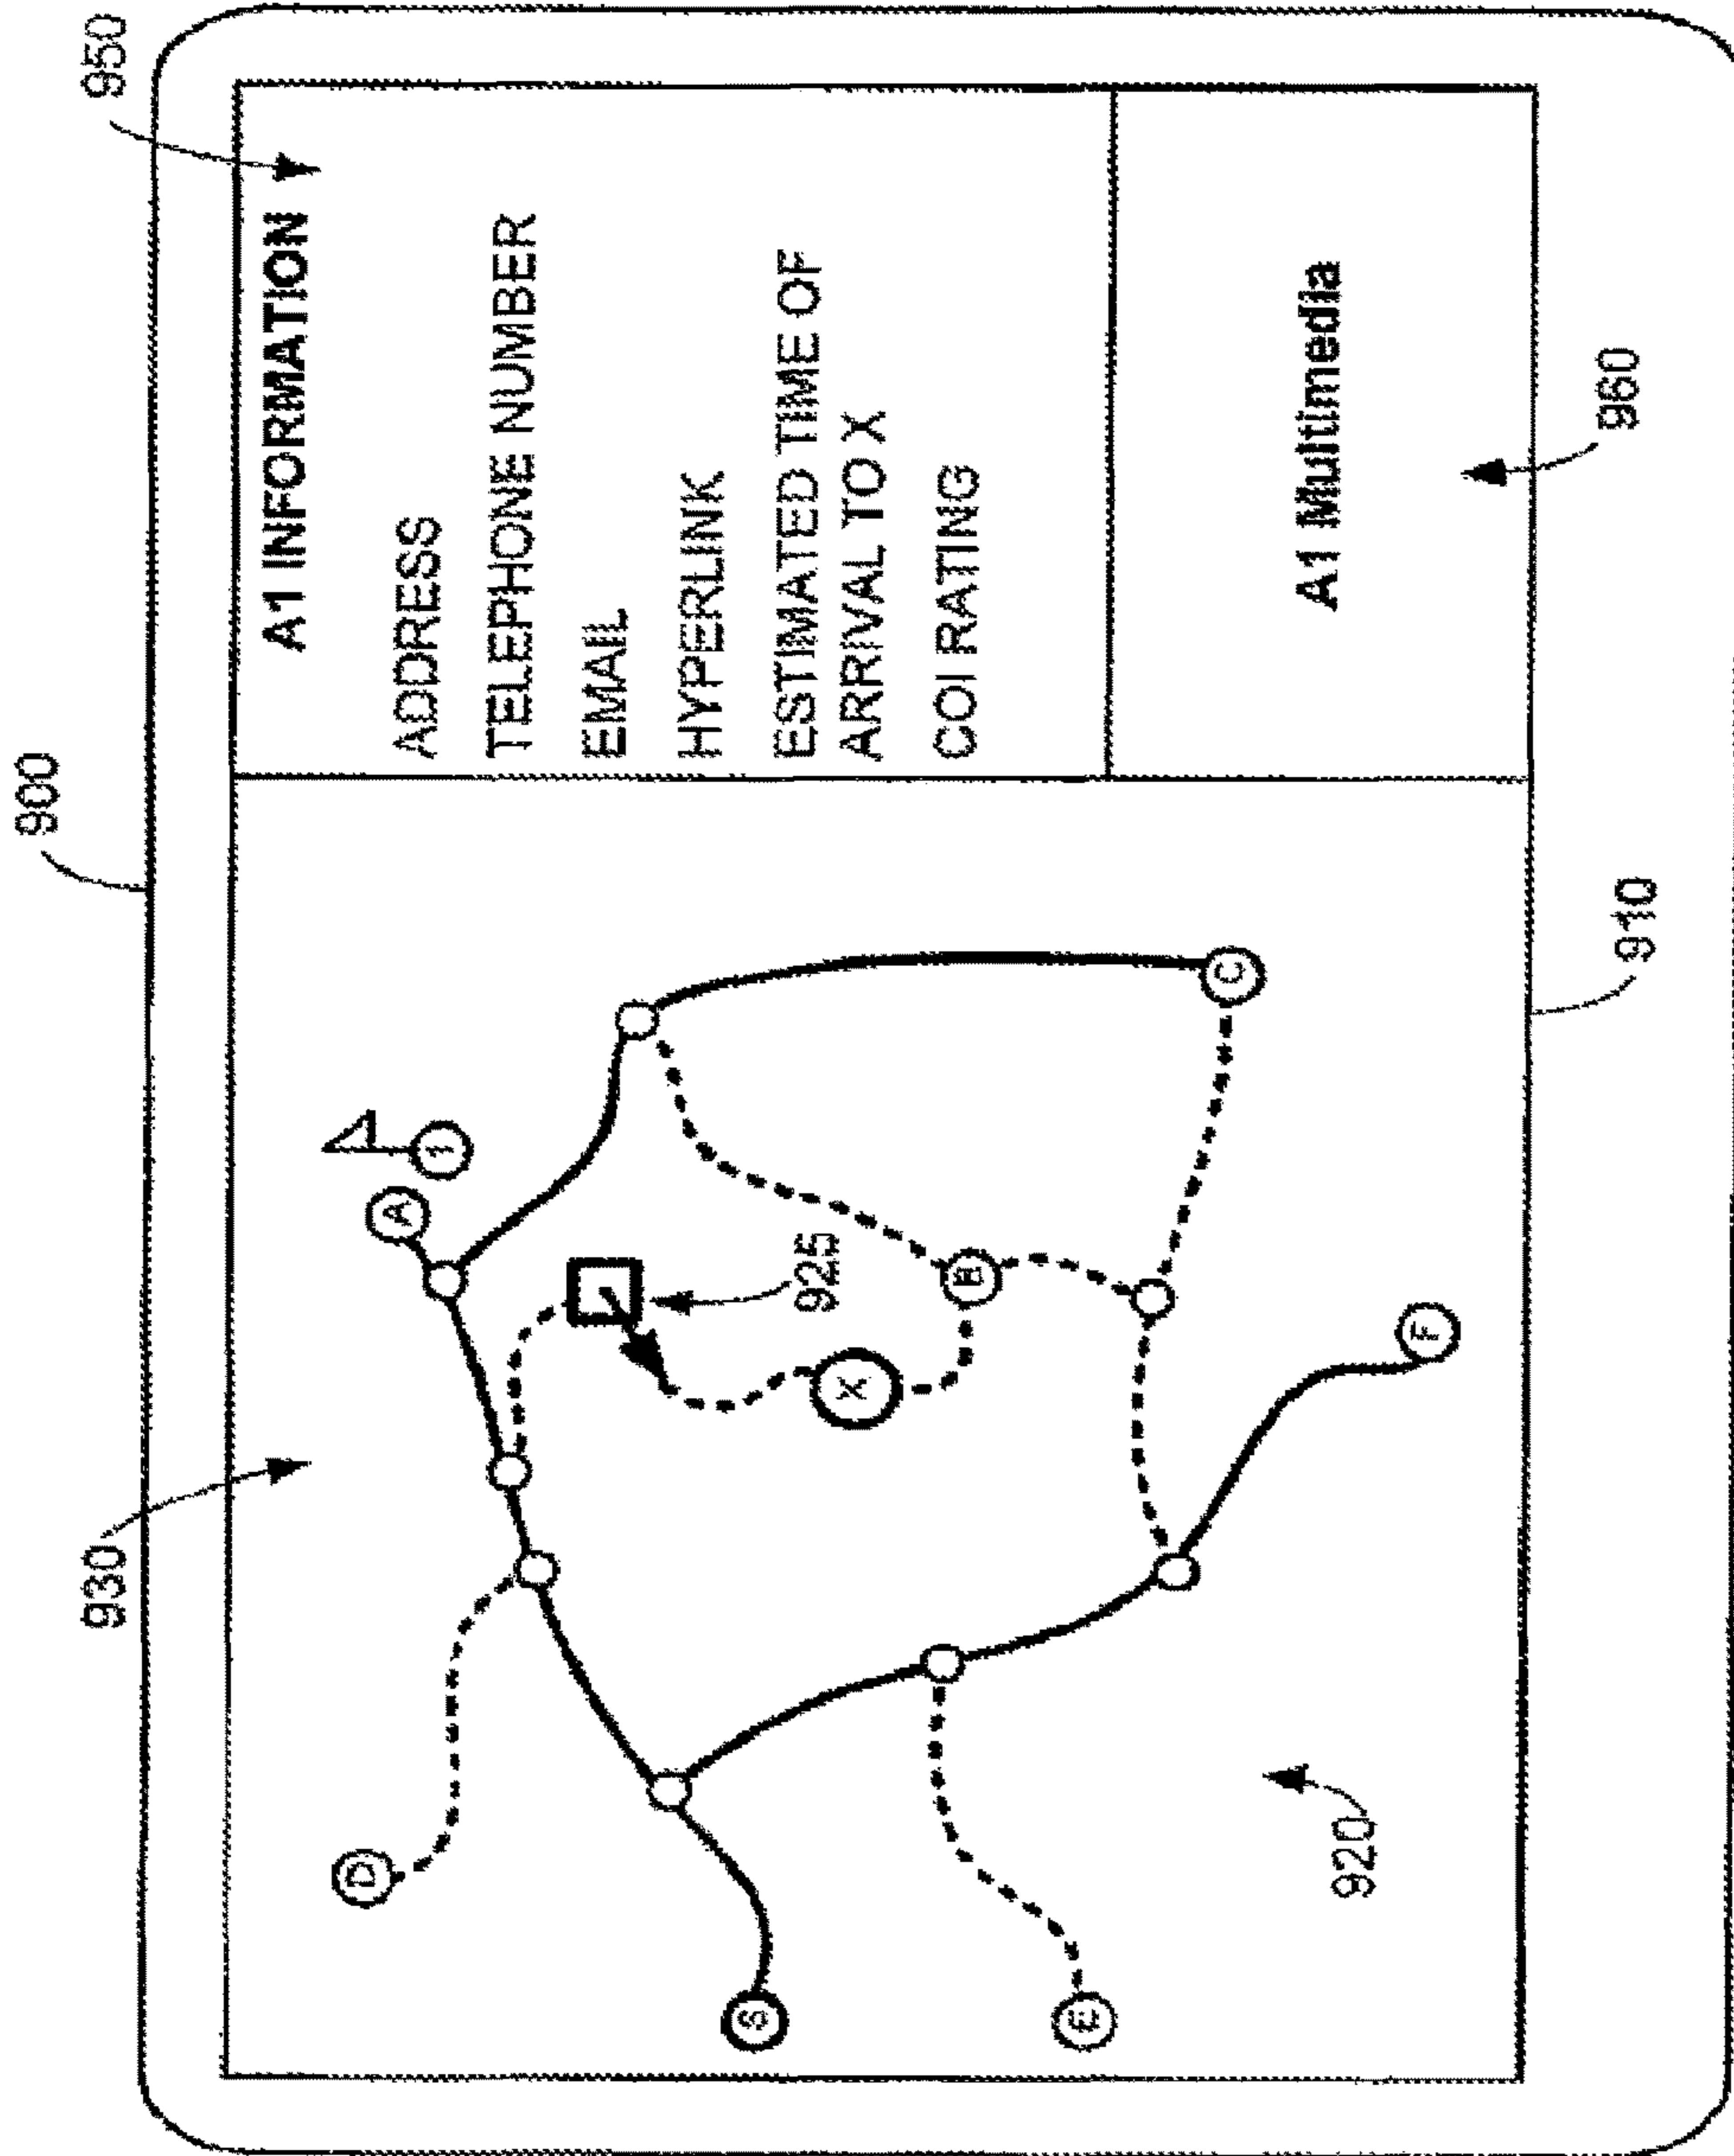 900
950
930
A1 INFORMATION
ADDRESS
TELEPHONE NUMBER
EMAIL
HYPERLINK
ESTIMATED TIME OF
ARRIVAL TO X
COI RATING
A1 Multimedia
D
A
1
925
S
X
B
E
C
F
920
910
960